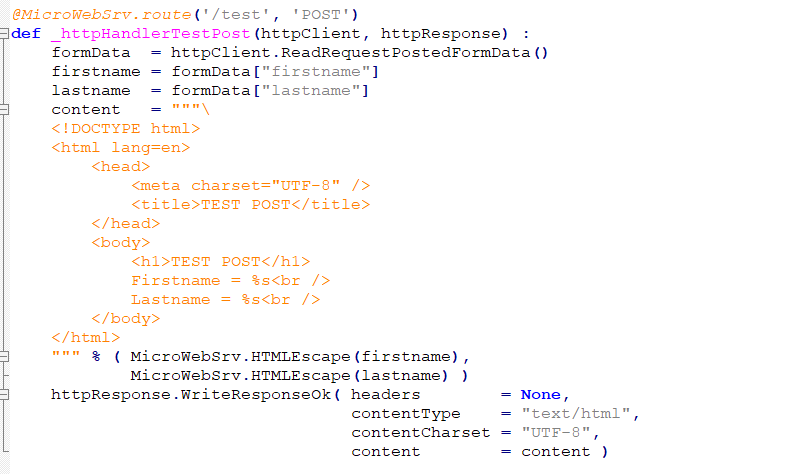 @MicroWebSrv.route('/test', 'POST')
def _httpHandlerTestPost(httpClient, httpResponse) :
    formData  = httpClient.ReadRequestPostedFormData()
    firstname = formData["firstname"]
    lastname  = formData["lastname"]
    content   = """\
    <!DOCTYPE html>
    <html lang=en>
        <head>
            <meta charset="UTF-8" />
            <title>TEST POST</title>
        </head>
        <body>
            <h1>TEST POST</h1>
            Firstname = %s<br />
            Lastname = %s<br />
        </body>
    </html>
    """ % ( MicroWebSrv.HTMLEscape(firstname),
            MicroWebSrv.HTMLEscape(lastname) )
    httpResponse.WriteResponseOk( headers        = None,
                                  contentType    = "text/html",
                                  contentCharset = "UTF-8",
                                  content        = content )